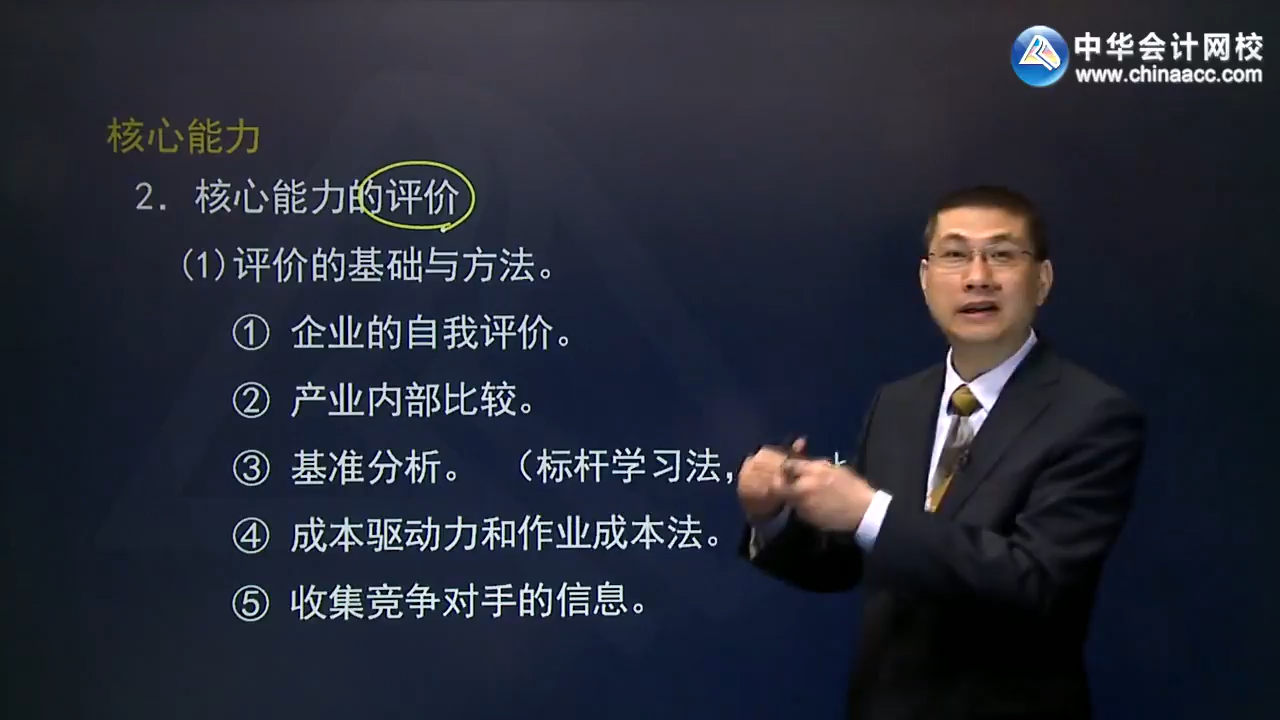 中华会计网校
www.chinaacc.com
核心能力
2. 核心能力的评价
(1)评价的基础与方法。
① 企业的自我评价。
② 产业内部比较。
③ 基准分析。 （标杆学习法，
④ 成本驱动力和作业成本法。
⑤ 收集竞争对手的信息。